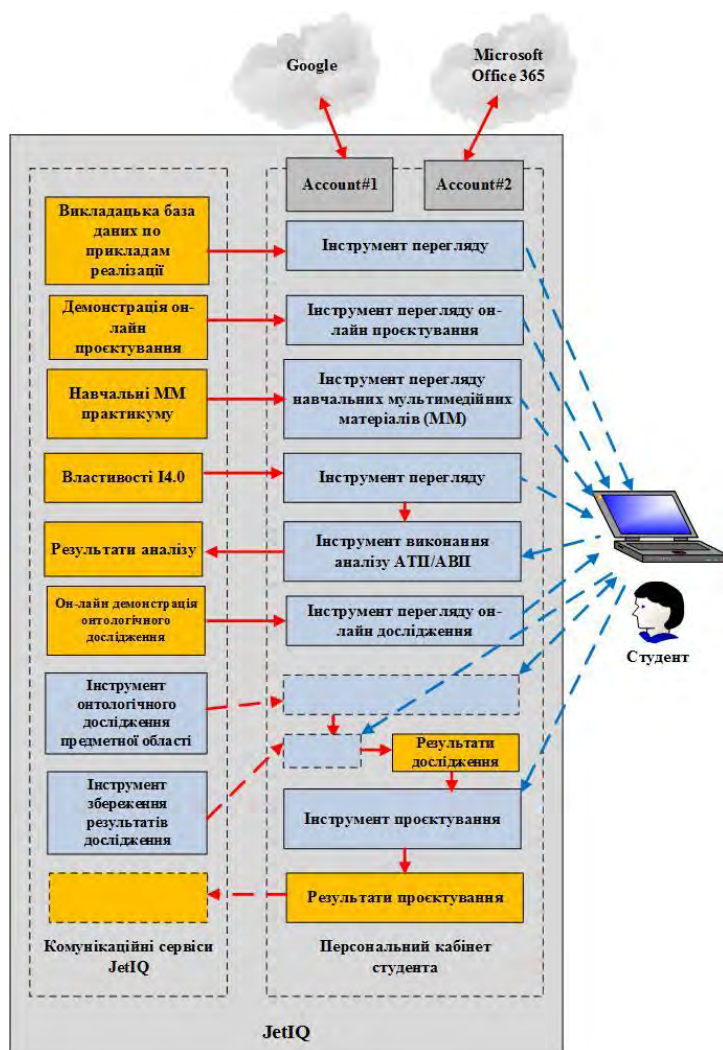 Google
Microsoft
Office 365
Account#1
Account#2
Викладацька база
даних по
прикладам
реалізації
Інструмент перегляду
Демонстрація он-
лайн
проєктування
Інструмент перегляду он-
лайн проєктування
Навчальні ММ
практикуму
Інструмент перегляду
навчальних мультимедійних
матеріалів (ММ)
Властивості І4.0
Інструмент перегляду
Результати аналізу
Інструмент виконання
аналізу АТП/АВП
Он-лайн демонстрація
онтологічного
дослідження
Інструмент перегляду он-
лайн дослідження
Студент
Інструмент
онтологічного
дослідження
предметної області
Результати
дослідження
Інструмент
збереження
результатів
дослідження
Інструмент проєктування
Результати проєктування
Комунікаційні сервіси
JetIQ
Персональний кабінет
студента
JetIQ